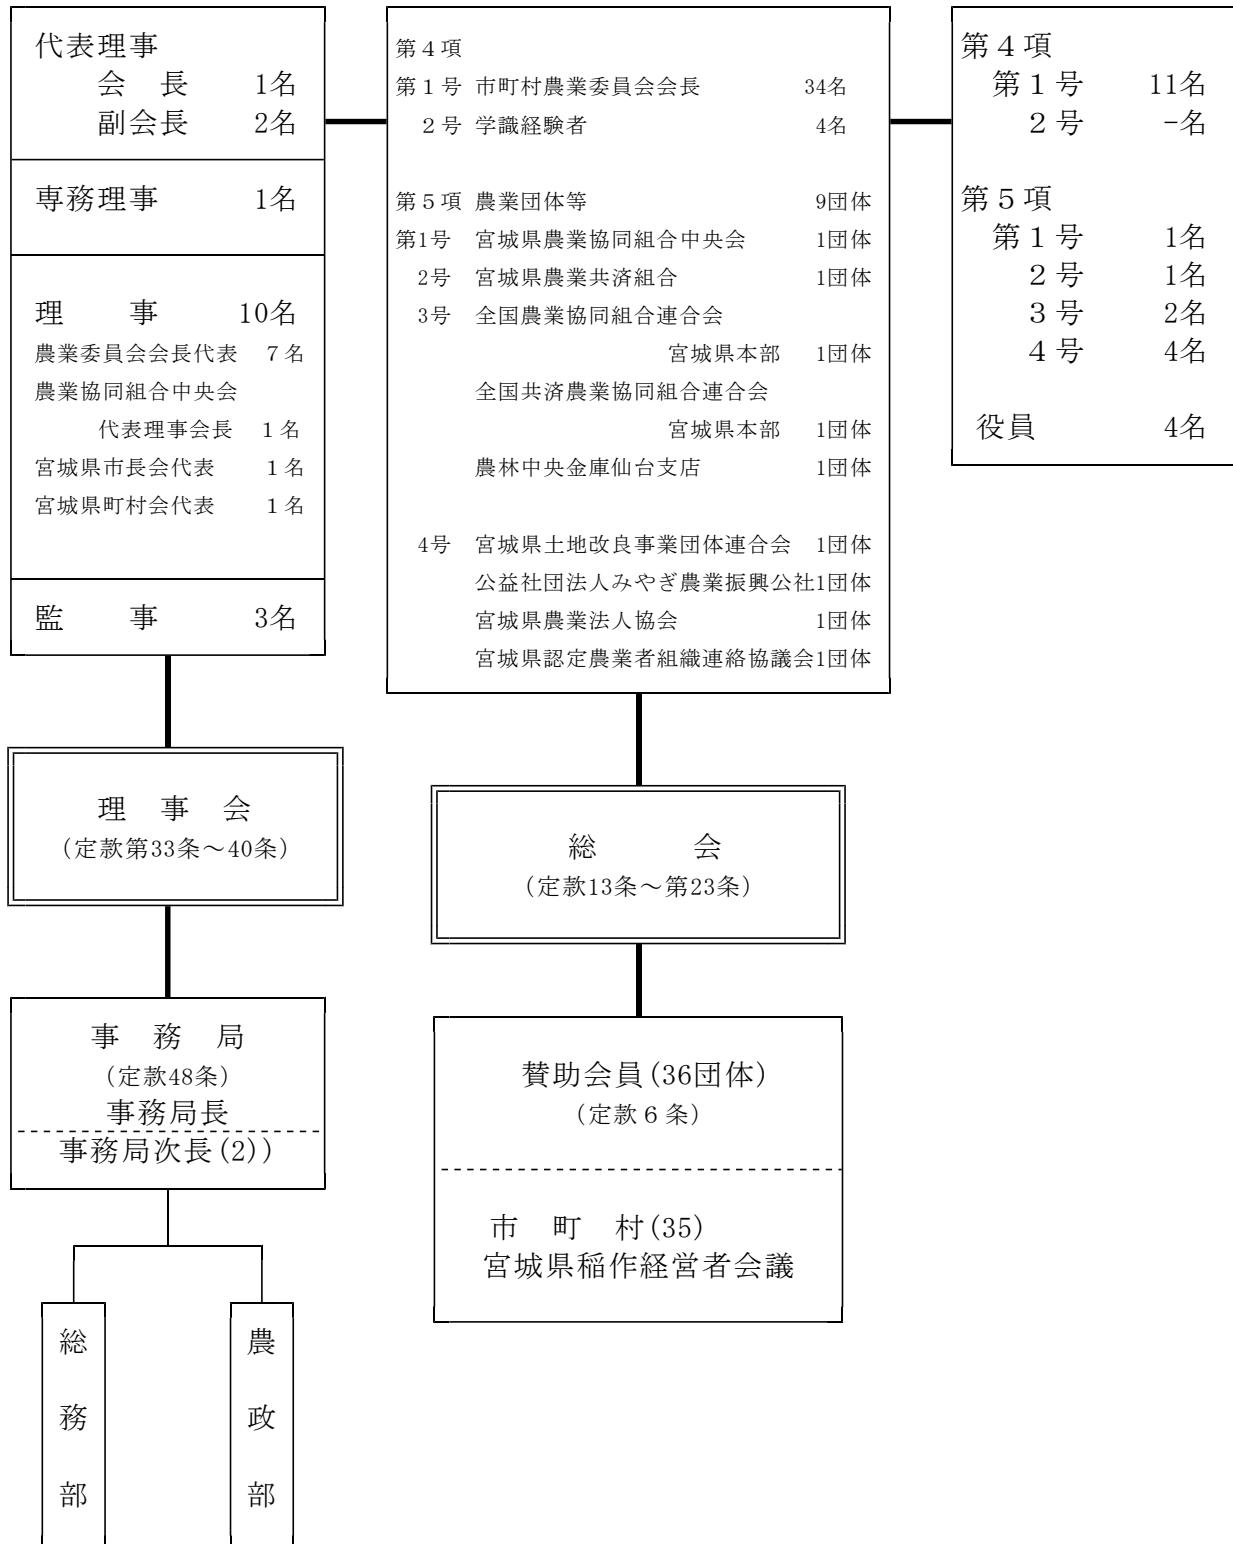 代表理事
会　長　1名
副会長　2名
専務理事　1名
理　事　10名
農業委員会会長代表　７名
農業協同組合中央会
代表理事会長　１名
宮城県市長会代表　１名
宮城県町村会代表　１名
監　事　3名
第４項
第１号 市町村農業委員会会長　34名
２号 学識経験者　4名
第５項 農業団体等　9団体
第1号 宮城県農業協同組合中央会　1団体
2号 宮城県農業共済組合　1団体
3号 全国農業協同組合連合会
宮城県本部　1団体
全国共済農業協同組合連合会
宮城県本部　1団体
農林中央金庫仙台支店　1団体
4号 宮城県土地改良事業団体連合会　1団体
公益社団法人みやぎ農業振興公社1団体
宮城県農業法人協会　1団体
宮城県認定農業者組織連絡協議会1団体
第４項
第１号　11名
２号　-名
第５項
第１号　1名
２号　1名
３号　2名
４号　4名
役員　4名
理　事　会
(定款第33条～40条)
総　会
(定款13条～第23条)
事　務　局
(定款48条)
事務局長
事務局次長(2))
賛助会員(36団体)
(定款６条)
市　町　村(35)
宮城県稲作経営者会議
総務部
農政部